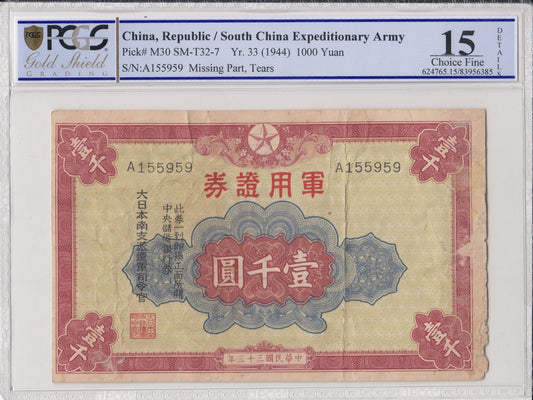 PCGS
Gold Shield
GRADING
China, Republic / South China Expeditionary Army
Pick# M30 SM-T32-7 Yr. 33 (1944) 1000 Yuan
S/N:A155959 Missing Part, Tears
15
Choice Fine
624765.15/83956385
DETAILS
壹千
壹千
A155959
A155959
券證用軍
圓千壹
大日本南支派遣軍司令官
壹千
壹千
年三十三國民華中